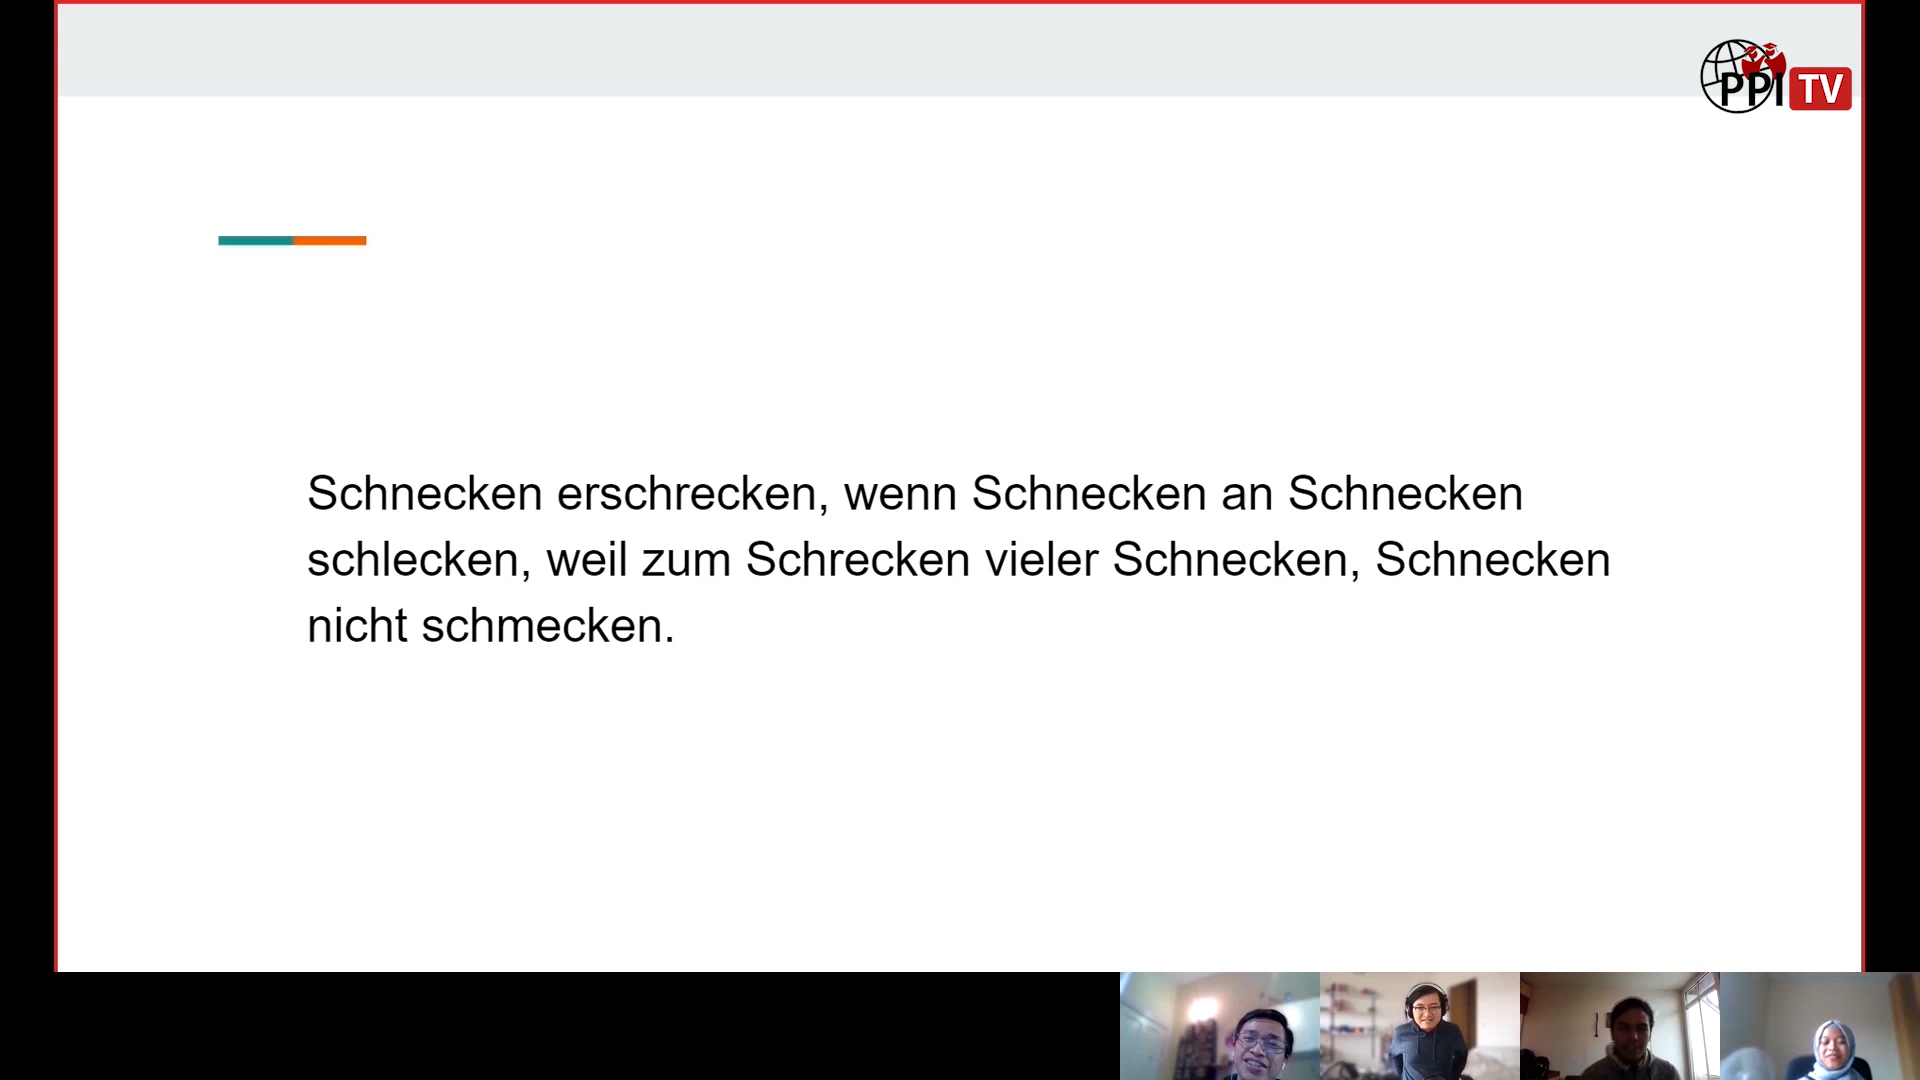 PPI TV
Schnecken erschrecken, wenn Schnecken an Schnecken
schlecken, weil zum Schrecken vieler Schnecken, Schnecken
nicht schmecken.